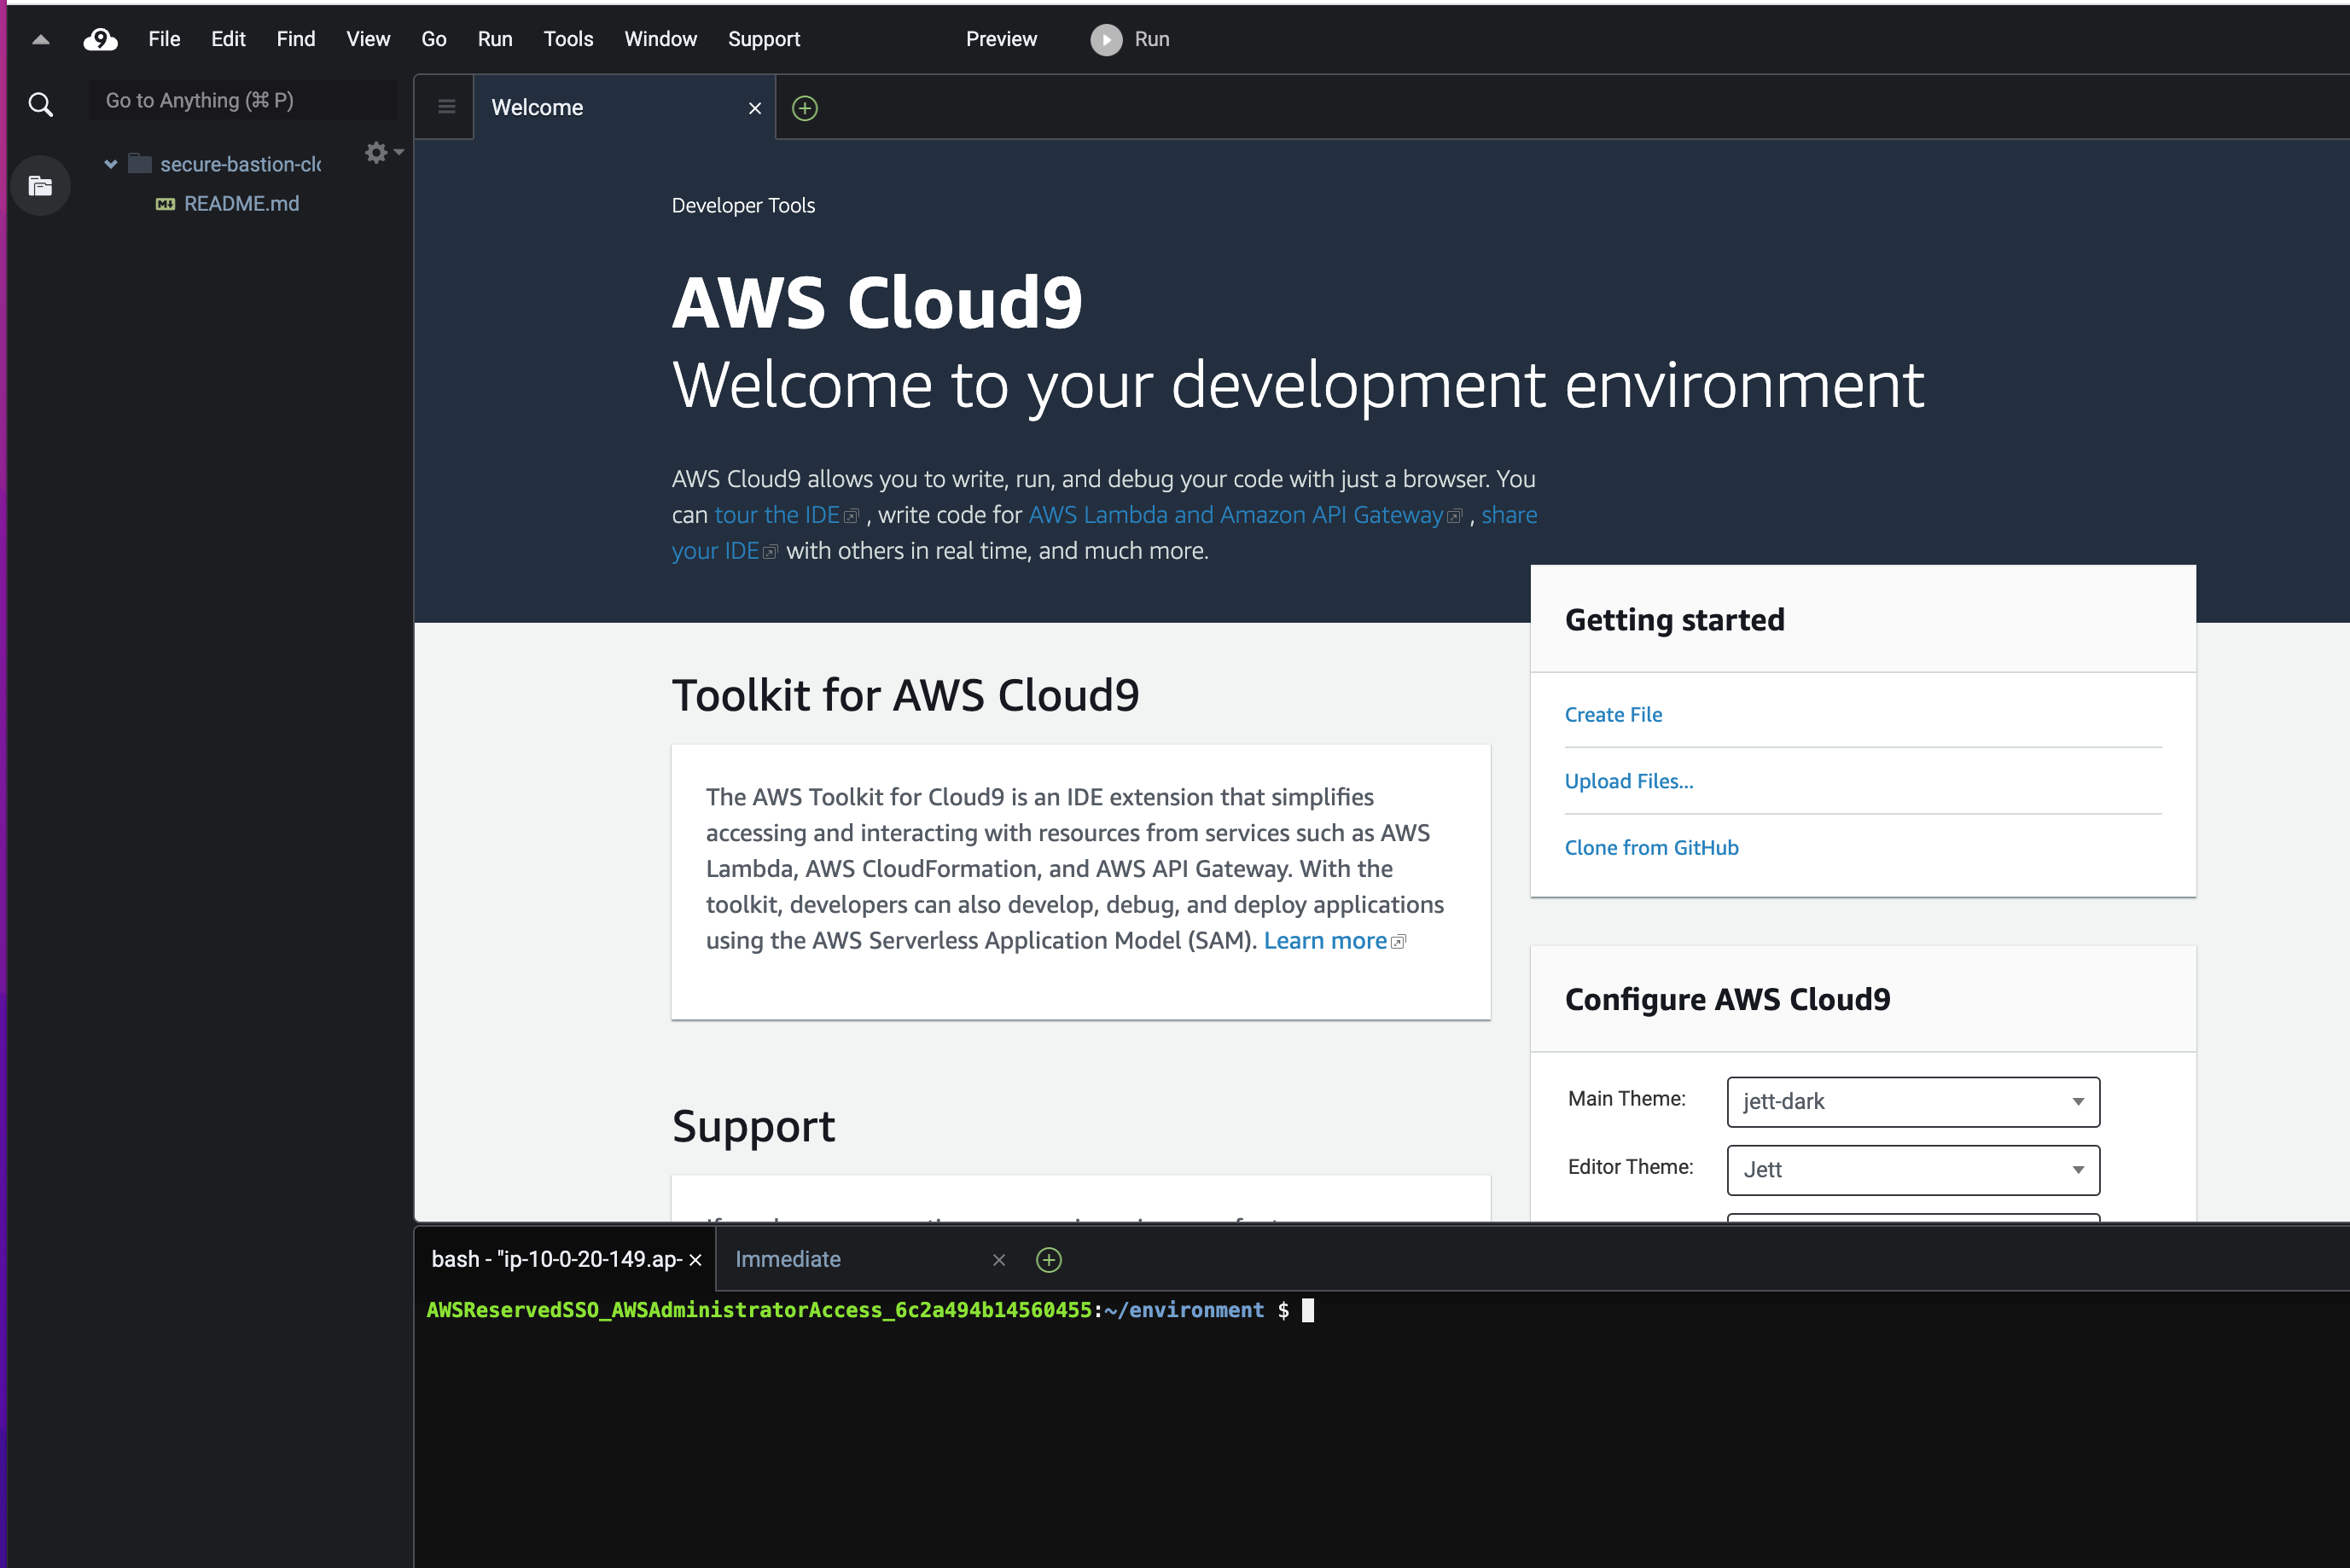 File Edit Find View Go Run Tools Window Support Preview Run
Go to Anything (⌘ P)
secure-bastion-clo
README.md
Welcome
Developer Tools
AWS Cloud9
Welcome to your development environment
AWS Cloud9 allows you to write, run, and debug your code with just a browser. You
can tour the IDE , write code for AWS Lambda and Amazon API Gateway , share
your IDE with others in real time, and much more.
Getting started
Create File
Upload Files...
Clone from GitHub
Toolkit for AWS Cloud9
The AWS Toolkit for Cloud9 is an IDE extension that simplifies
accessing and interacting with resources from services such as AWS
Lambda, AWS CloudFormation, and AWS API Gateway. With the
toolkit, developers can also develop, debug, and deploy applications
using the AWS Serverless Application Model (SAM). Learn more
Configure AWS Cloud9
Main Theme: jett-dark
Editor Theme: Jett
Support
bash - "ip-10-0-20-149.ap-
Immediate
AWSReservedSSO_AWSAdministratorAccess_6c2a494b14560455:~/environment $